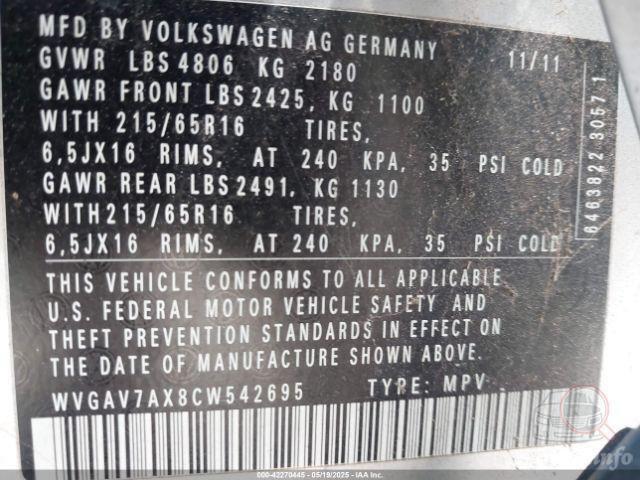 MFD BY VOLKSWAGEN AG GERMANY
GVWR LBS 4806 KG 2180 11/11
GAWR FRONT LBS 2425, KG 1100
WITH 215/65R16 TIRES,
6,5JX16 RIMS, AT 240 KPA, 35 PSI COLD
GAWR REAR LBS 2491, KG 1130
WITH 215/65R16 TIRES,
6,5JX16 RIMS, AT 240 KPA, 35 PSI COLD
6463822 30571
THIS VEHICLE CONFORMS TO ALL APPLICABLE
U.S. FEDERAL MOTOR VEHICLE SAFETY AND
THEFT PREVENTION STANDARDS IN EFFECT ON
THE DATE OF MANUFACTURE SHOWN ABOVE.
WVGAV7AX8CW542695 TYPE: MPV
000-42270445 - 05/19/2025 - IAA Inc.